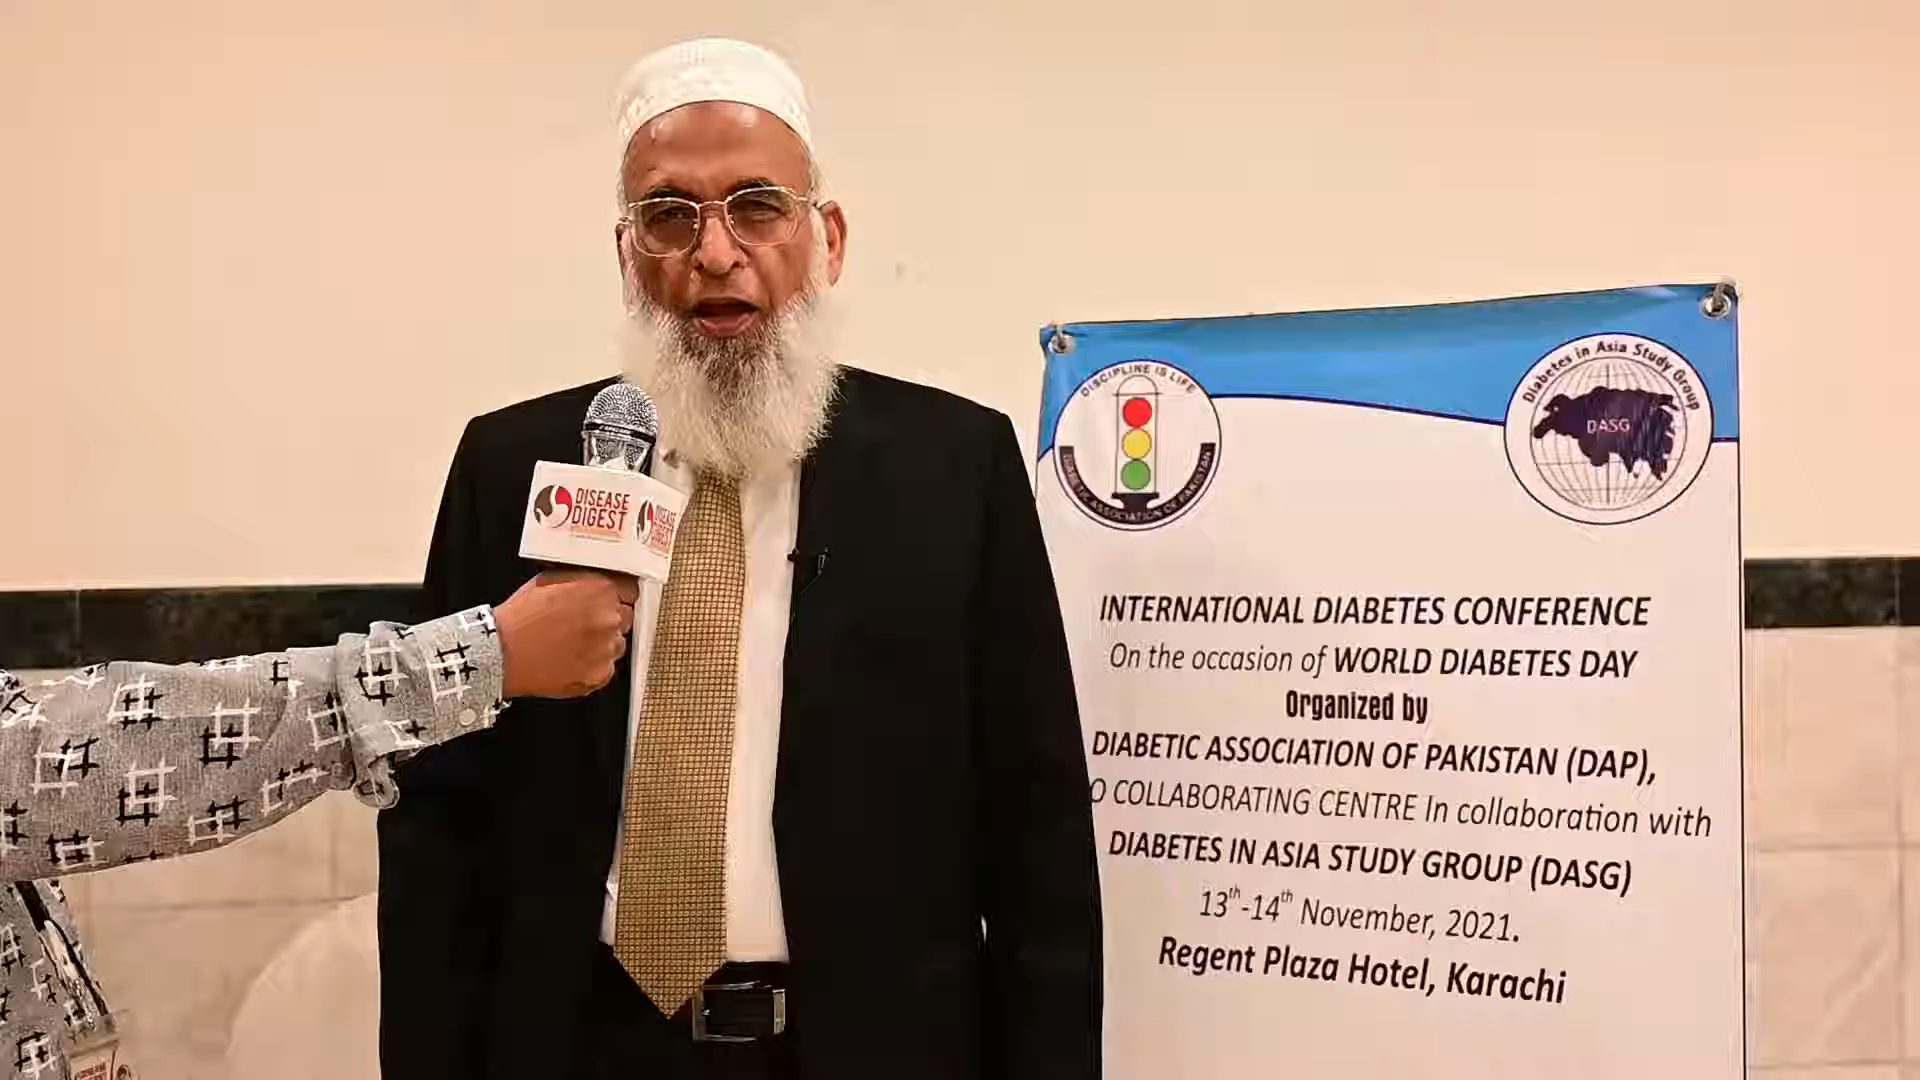 DISCIPLINE IS LIFE
DIABETIC ASSOCIATION OF PAKISTAN
Diabetes in Asia Study Group
DASG
DISEASE
DIGEST
DISEASE
DIGEST
INTERNATIONAL DIABETES CONFERENCE
On the occasion of WORLD DIABETES DAY
Organized by
DIABETIC ASSOCIATION OF PAKISTAN (DAP),
O COLLABORATING CENTRE In collaboration with
DIABETES IN ASIA STUDY GROUP (DASG)
13th-14th November, 2021.
Regent Plaza Hotel, Karachi